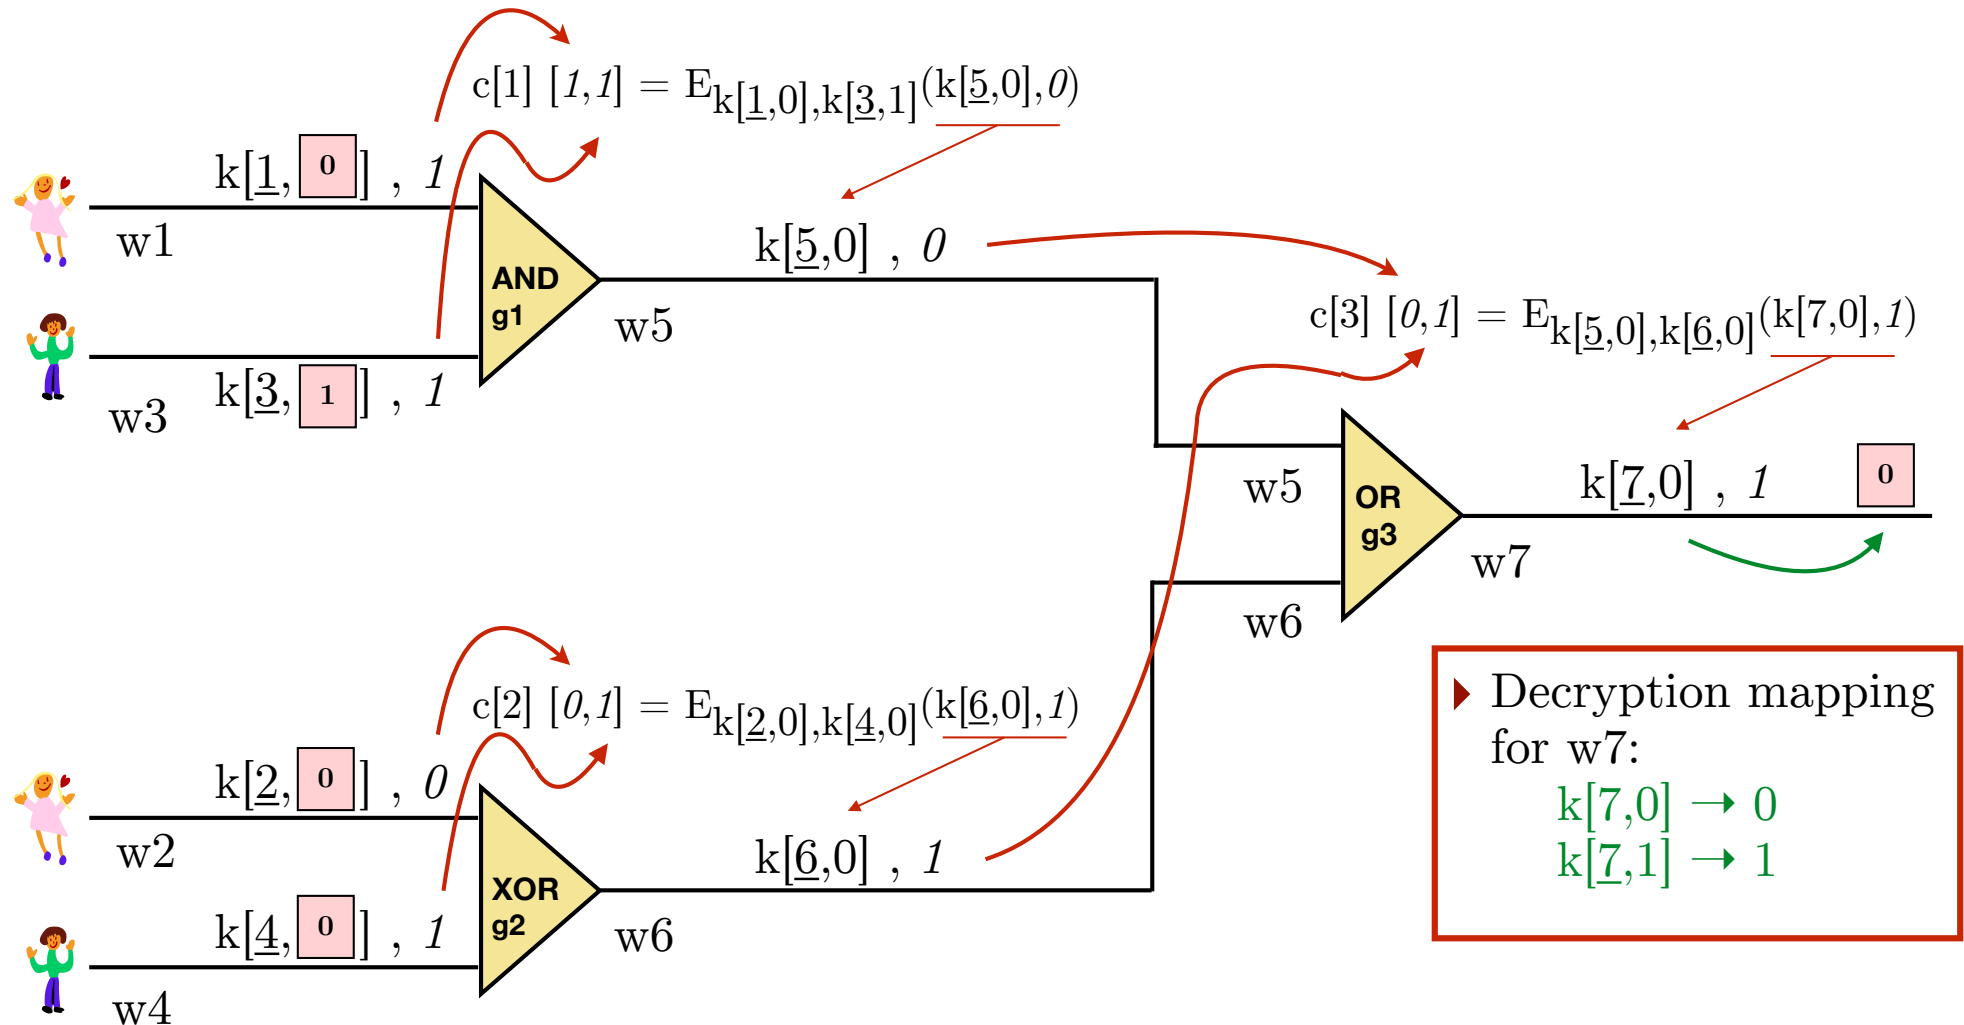 c[1] [1,1] = E k[1,0],k[3,1] (k[5,0],0)
k[1, 0 ] , 1
w1
AND
g1
k[5,0] , 0
w5
k[3, 1 ] , 1
w3
c[3] [0,1] = E k[5,0],k[6,0] (k[7,0],1)
w5
OR
g3
k[7,0] , 1 0
w7
w6
c[2] [0,1] = E k[2,0],k[4,0] (k[6,0],1)
k[2, 0 ] , 0
w2
XOR
g2
k[6,0] , 1
w6
k[4, 0 ] , 1
w4
Decryption mapping
for w7:
k[7,0] → 0
k[7,1] → 1